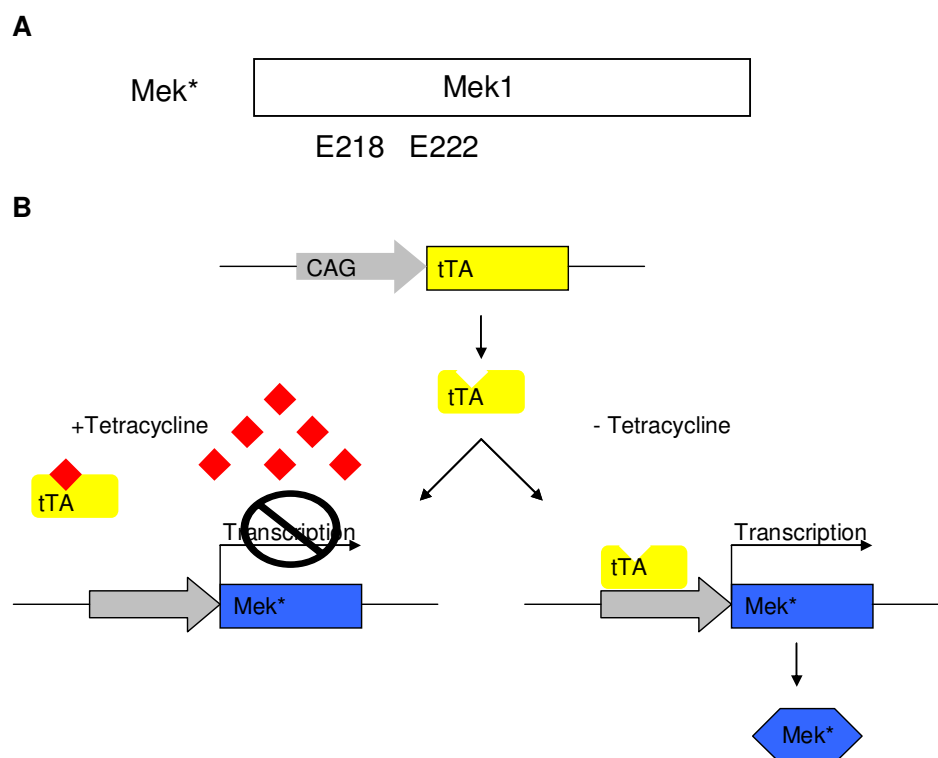 A
Mek* Mek1
E218 E222
B
CAG tTA
tTA
+Tetracycline
- Tetracycline
tTA
Transcription
Mek*
Transcription
tTA
Mek*
Mek*